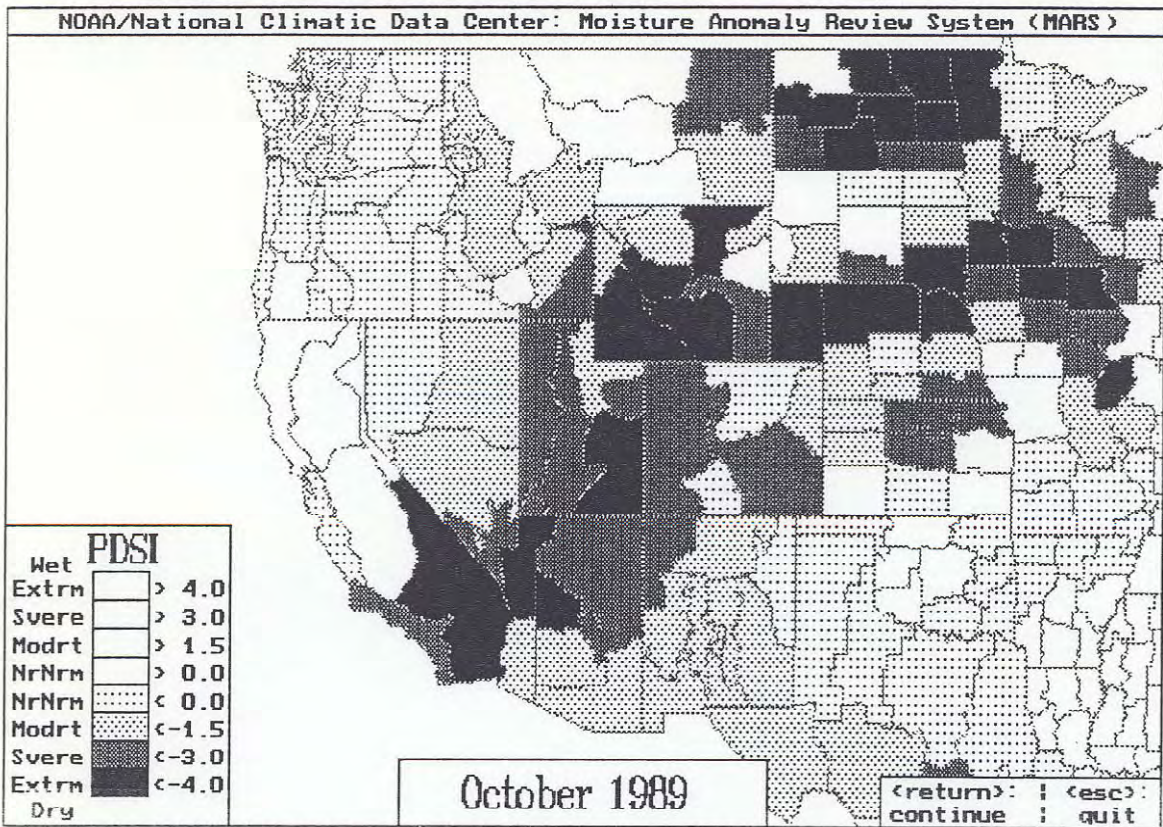 NOAA/National Climatic Data Center: Moisture Anomaly Review System (MARS)
PDSI
Wet
Extrm > 4.0
Svere > 3.0
Modrt > 1.5
NrNrm > 0.0
NrNrm < 0.0
Modrt <-1.5
Svere <-3.0
Extrm <-4.0
Dry
October 1989
<return>: ¦ <esc>:
continue ¦ quit